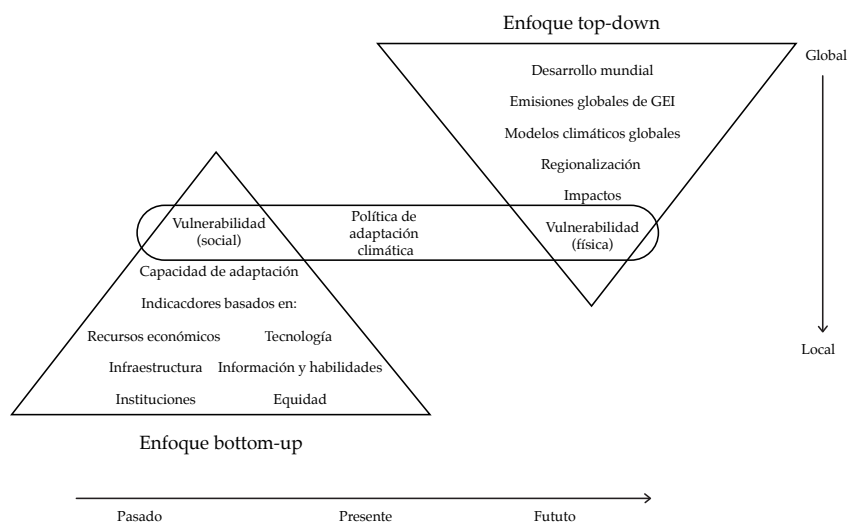 Enfoque top-down
Global
Desarrollo mundial
Emisiones globales de GEI
Modelos climáticos globales
Regionalización
Impactos
Vulnerabilidad
(social)
Política de
adaptación
climática
Vulnerabilidad
(física)
Capacidad de adaptación
Indicacdores basados en:
Recursos económicos Tecnología
Local
Infraestructura Información y habilidades
Instituciones Equidad
Enfoque bottom-up
Pasado Presente Fututo